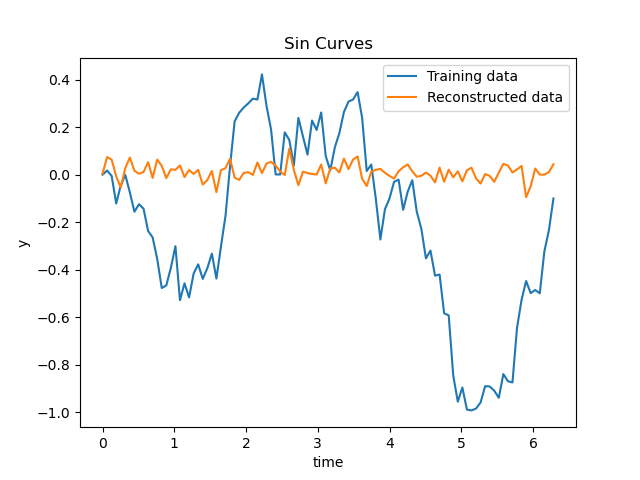 Sin Curves
Training data
Reconstructed data
0.4
0.2
0.0
−0.2
−0.4
−0.6
−0.8
−1.0
y
0 1 2 3 4 5 6
time